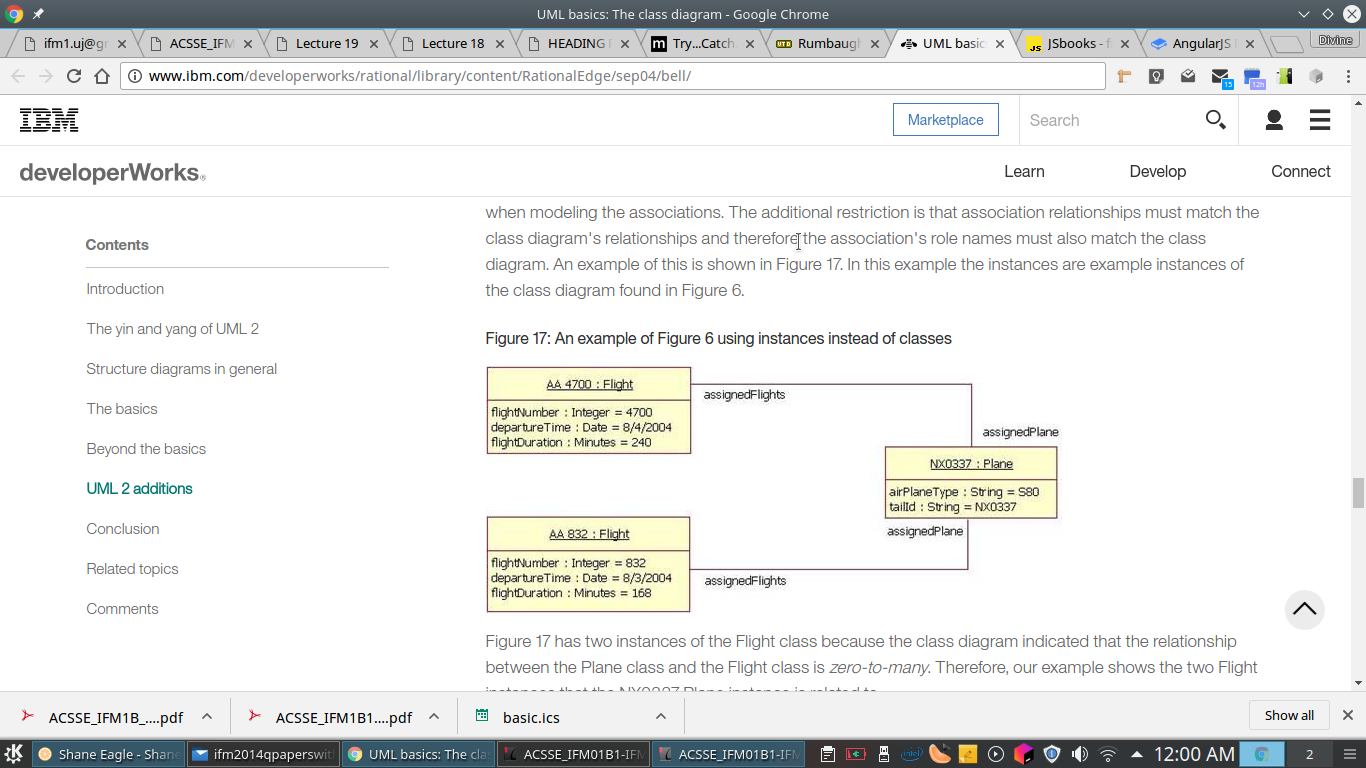 UML basics: The class diagram - Google Chrome
ifm1.uj@gr
ACSSE_IFM
Lecture 19
Lecture 18
HEADING
Try...Catch
Rumbaugh
UML basic
JSbooks - f
AngularJS
Divine
www.ibm.com/developerworks/rational/library/content/RationalEdge/sep04/bell/
15
12h
IBM
Marketplace
Search
developerWorks®
Learn
Develop
Connect
Contents
Introduction
The yin and yang of UML 2
Structure diagrams in general
The basics
Beyond the basics
UML 2 additions
Conclusion
Related topics
Comments
when modeling the associations. The additional restriction is that association relationships must match the
class diagram's relationships and therefore the association's role names must also match the class
diagram. An example of this is shown in Figure 17. In this example the instances are example instances of
the class diagram found in Figure 6.
Figure 17: An example of Figure 6 using instances instead of classes
AA 4700 : Flight
flightNumber : Integer = 4700
departureTime : Date = 8/4/2004
flightDuration : Minutes = 240
assignedFlights
assignedPlane
NX0337 : Plane
airPlaneType : String = S80
tailId : String = NX0337
assignedPlane
AA 832 : Flight
flightNumber : Integer = 832
departureTime : Date = 8/3/2004
flightDuration : Minutes = 168
assignedFlights
Figure 17 has two instances of the Flight class because the class diagram indicated that the relationship
between the Plane class and the Flight class is zero-to-many. Therefore, our example shows the two Flight
instances that the NX0337 Plane instance is related to.
ACSSE_IFM1B_....pdf
ACSSE_IFM1B1....pdf
basic.ics
Show all
Shane Eagle - Shane
ifm2014qpaperswit
UML basics: The cla
ACSSE_IFM01B1-IFM
ACSSE_IFM01B1-IFM
12:00 AM
2